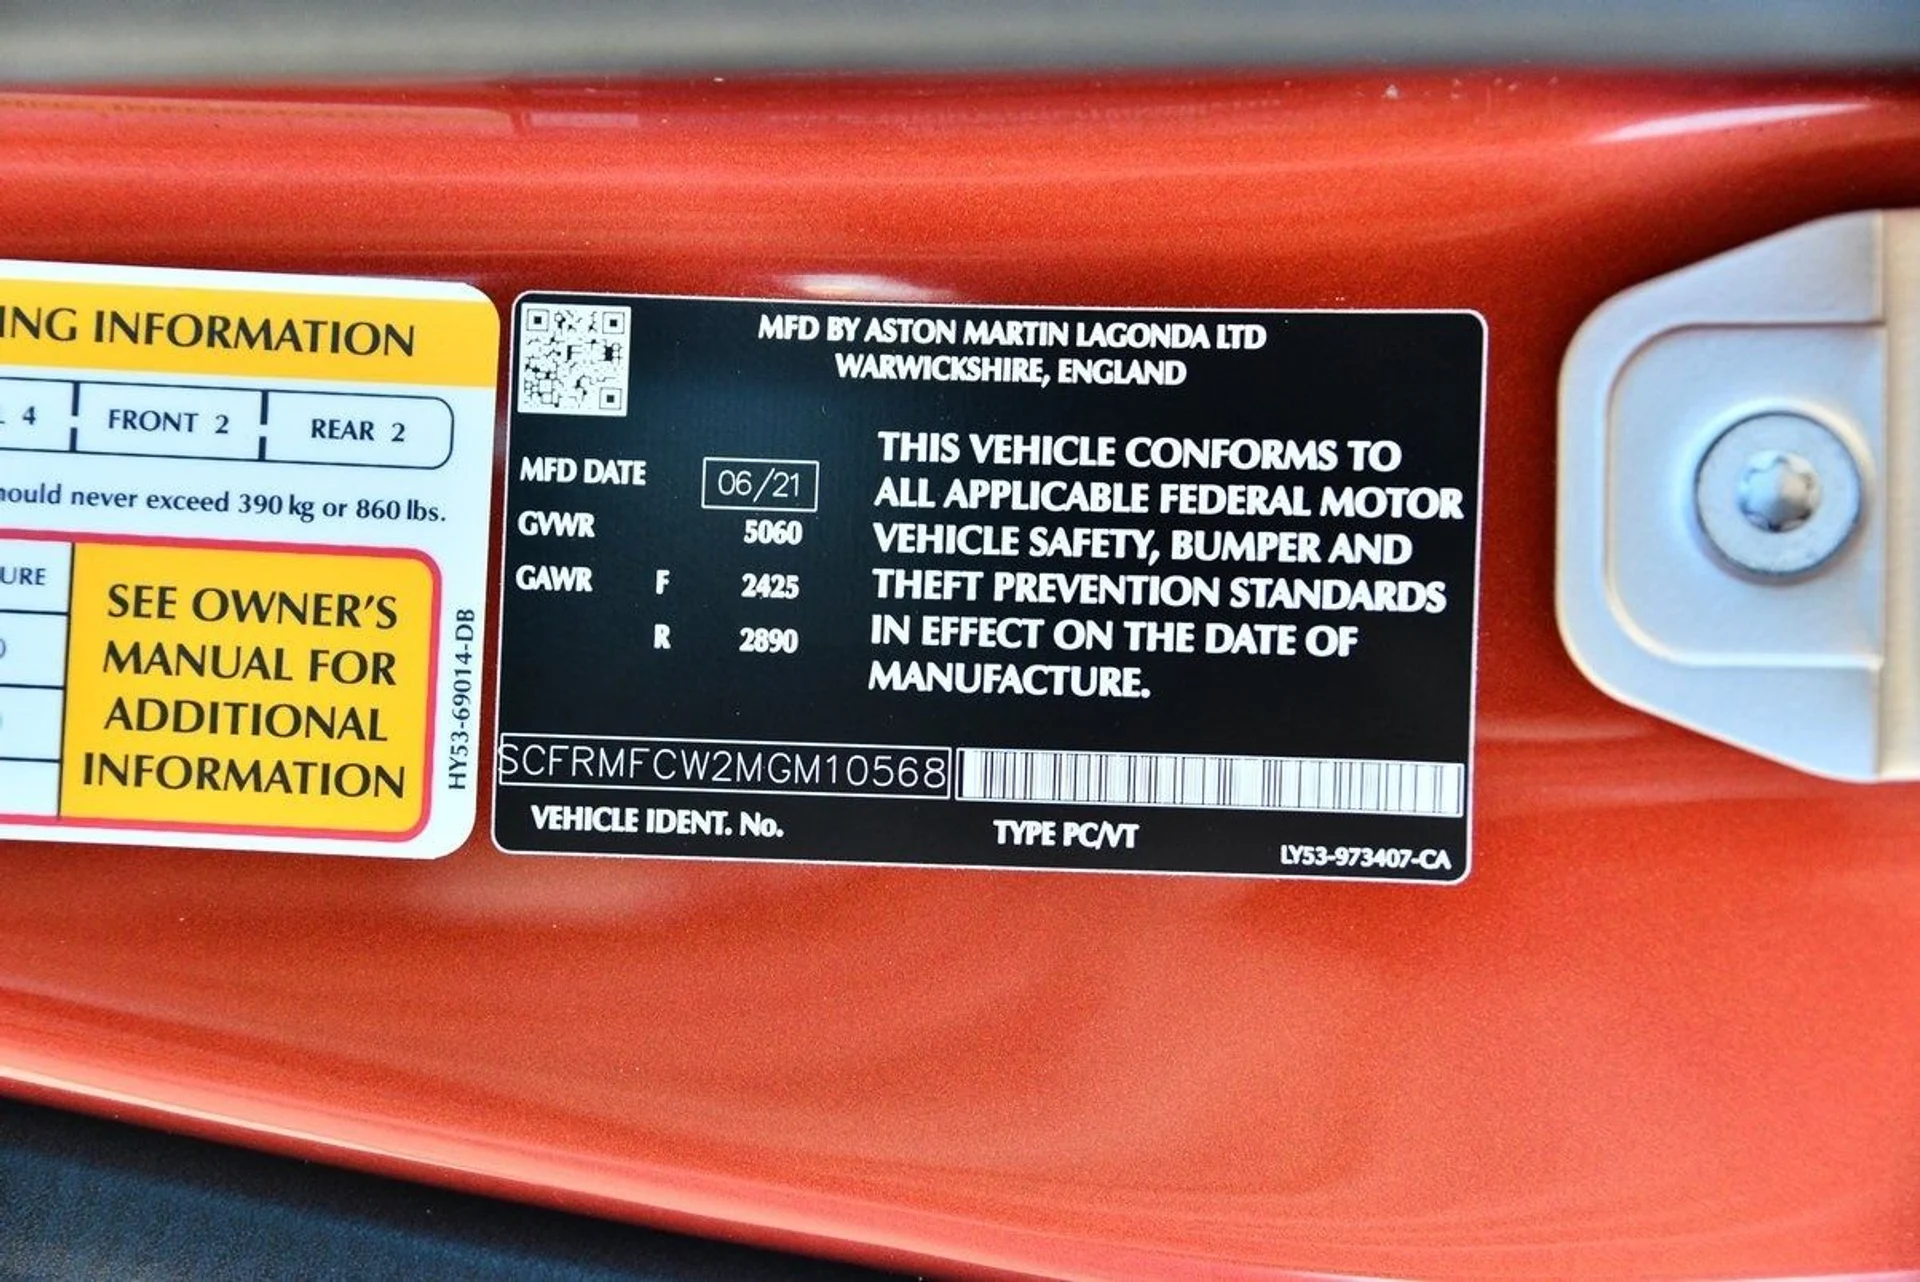 ING INFORMATION
4 FRONT 2 REAR 2
ould never exceed 390 kg or 860 lbs.
URE
SEE OWNER'S
MANUAL FOR
ADDITIONAL
INFORMATION
HY53-69014-DB
MFD BY ASTON MARTIN LAGONDA LTD
WARWICKSHIRE, ENGLAND
MFD DATE 06/21
GVWR 5060
GAWR F 2425
R 2890
THIS VEHICLE CONFORMS TO
ALL APPLICABLE FEDERAL MOTOR
VEHICLE SAFETY, BUMPER AND
THEFT PREVENTION STANDARDS
IN EFFECT ON THE DATE OF
MANUFACTURE.
SCFRMFCW2MGM10568
VEHICLE IDENT. No.
TYPE PC/VT
LY53-973407-CA